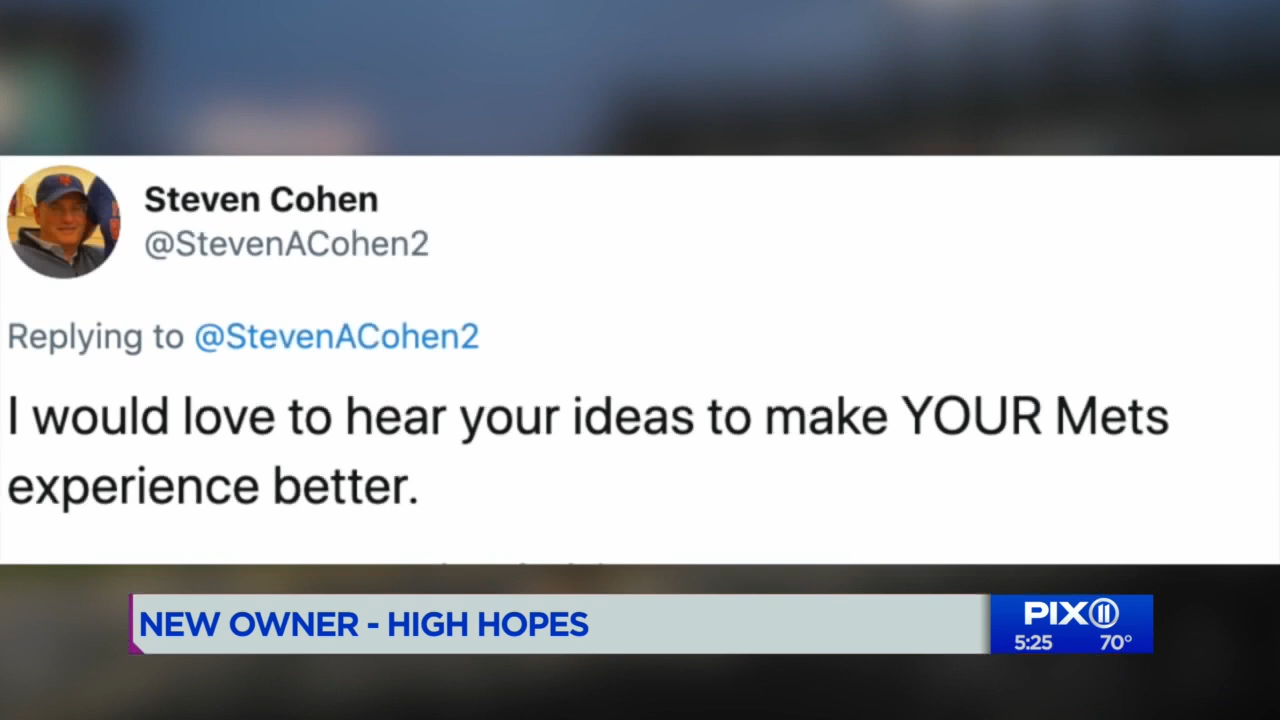 Steven Cohen
@StevenACohen2
Replying to @StevenACohen2
I would love to hear your ideas to make YOUR Mets
experience better.
NEW OWNER - HIGH HOPES
PIX11
5:25 70°